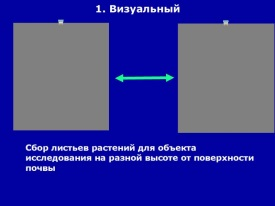 1. Визуальный
Сбор листьев растений для объекта
исследования на разной высоте от поверхности
почвы